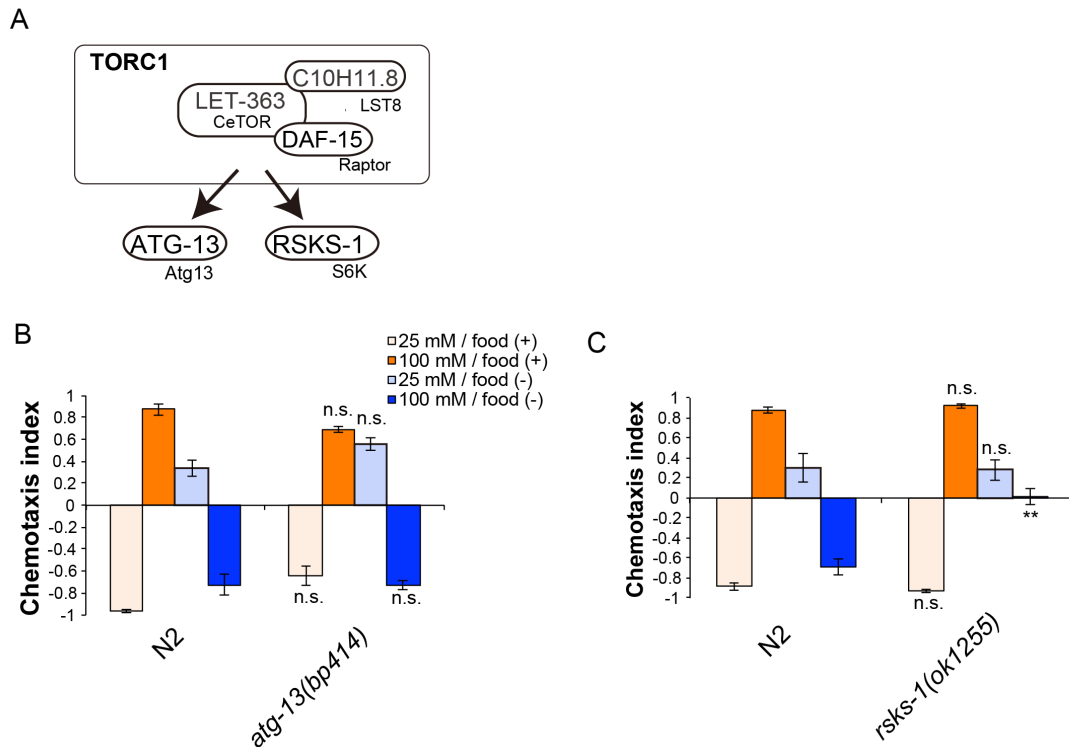 A
TORC1
C10H11.8
LST8
LET-363
CeTOR
DAF-15
Raptor
ATG-13
Atg13
RSKS-1
S6K
B
25 mM / food (+)
100 mM / food (+)
25 mM / food (-)
100 mM / food (-)
Chemotaxis index
1
0.8
0.6
0.4
0.2
0
-0.2
-0.4
-0.6
-0.8
-1
n.s.
n.s.
n.s.
n.s.
N2
atg-13(bp414)
C
Chemotaxis index
1
0.8
0.6
0.4
0.2
0
-0.2
-0.4
-0.6
-0.8
-1
n.s.
n.s.
**
n.s.
N2
rsks-1(ok1255)